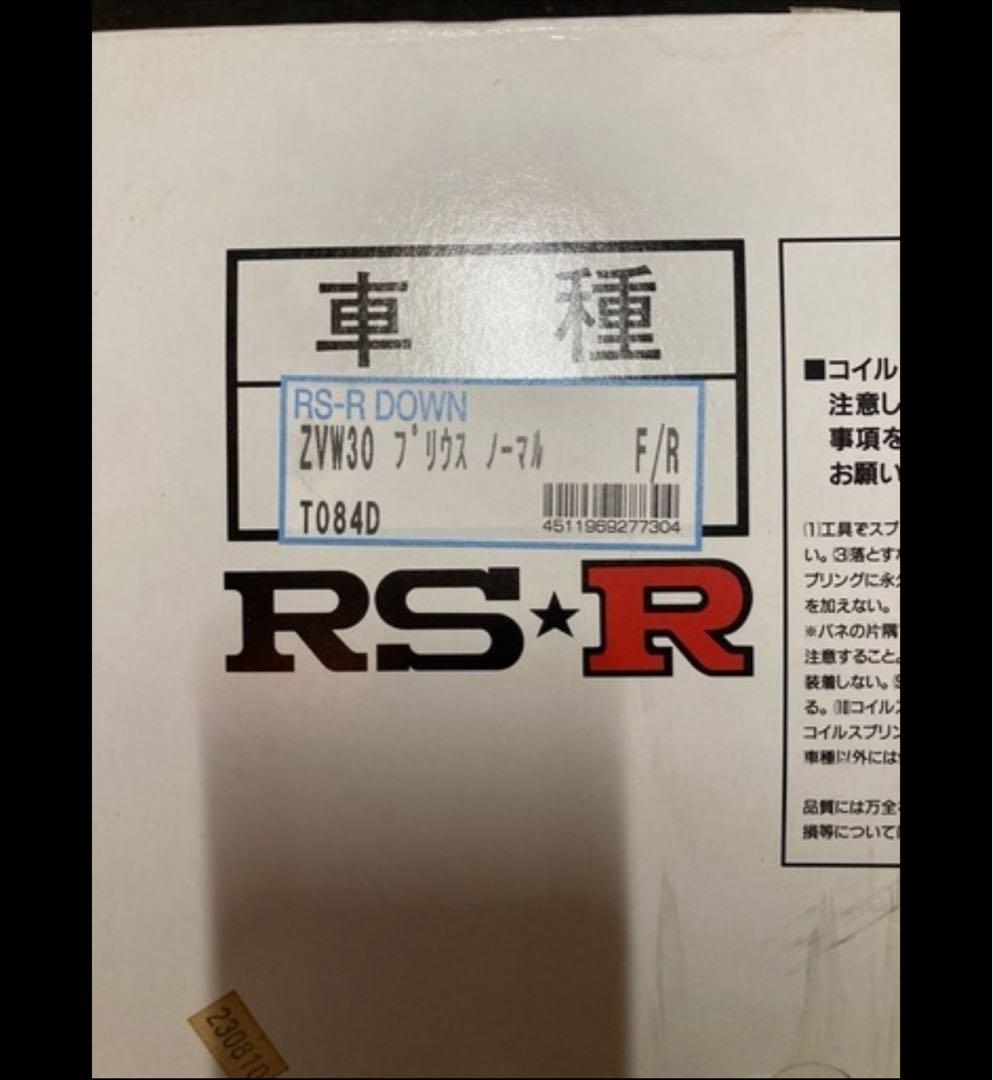 車種
RS-R DOWN
ZVW30 プリウス ノーマル F/R
T084D
4511969277304
RS★R
■コイル
注意し
事項を
お願い
(1)工具でスプ
い。(3)落とす
プリングに永
を加えない。
※バネの片隅
注意すること。
装着しない。
る。(10)コイル
コイルスプリン
車種以外には
品質には万全
損等について
230810